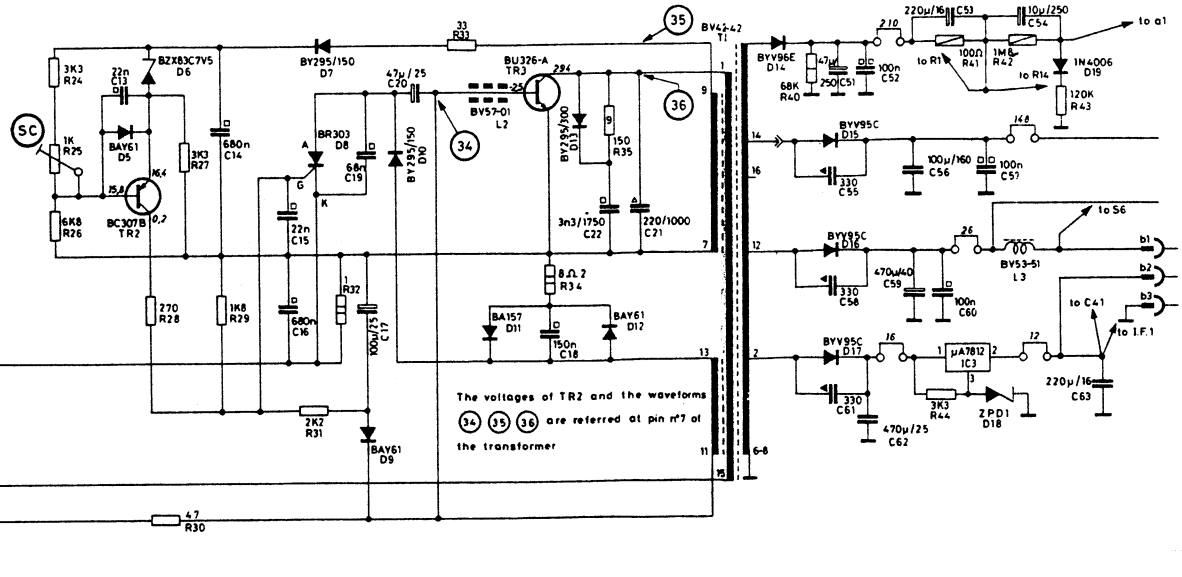 33
R33
35
BV42-42
T1
220μ/16 C53
10μ/250
C54
to a1
210
BZX83C7V5
D6
BY295/150
D7
BU326-A
TR3
294
1
BYV96E
D14
47μ
250 C51
100n
C52
to R1
100Ω
R41
1M8
R42
to R14
1N4006
D19
3K3
R24
22n
C13
47μ/25
C20
-25
9
36
68K
R40
120K
R43
SC
1K
R25
BAY61
D5
3K3
R27
680n
C14
BR303
D8
A
G
K
68n
C19
BY295/150
D10
34
BV57-01
L2
BY295/300
D13
9
150
R35
14
BYV95C
D15
148
330
C55
100μ/160
C56
100n
C57
16
15,8
16,4
0,2
BC307B
TR2
6K8
R26
22n
C15
3n3/1750
C22
220/1000
C21
7
12
BYV95C
D16
330
C58
470μ/40
C59
100n
C60
26
BV53-51
L3
to S6
b1
b2
b3
270
R28
1K8
R29
680n
C16
1
R32
100μ/25
C17
8Ω2
R34
BA157
D11
150n
C18
BAY61
D12
13
2
BYV95C
D17
330
C61
470μ/25
C62
16
1
μA7812
IC3
2
3
3K3
R44
ZPD1
D18
12
to C41
to I.F.1
220μ/16
C63
2K2
R31
BAY61
D9
The voltages of TR2 and the waveforms
34 35 36 are referred at pin n°7 of
the transformer
11
15
6-8
47
R30